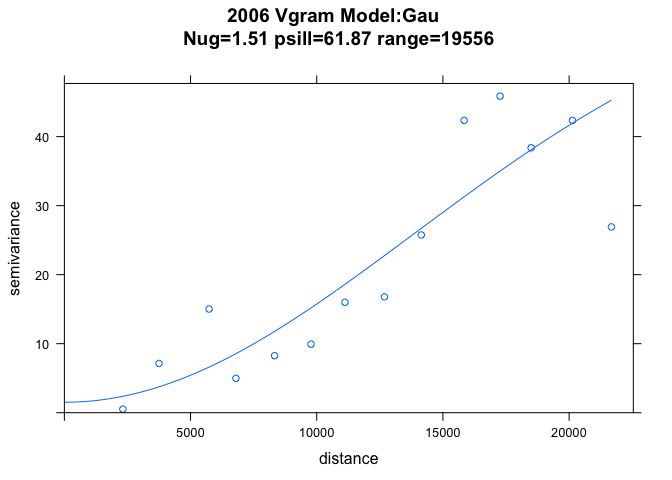 2006 Vgram Model:Gau
Nug=1.51 psill=61.87 range=19556
semivariance
40
30
20
10
5000 10000 15000 20000
distance